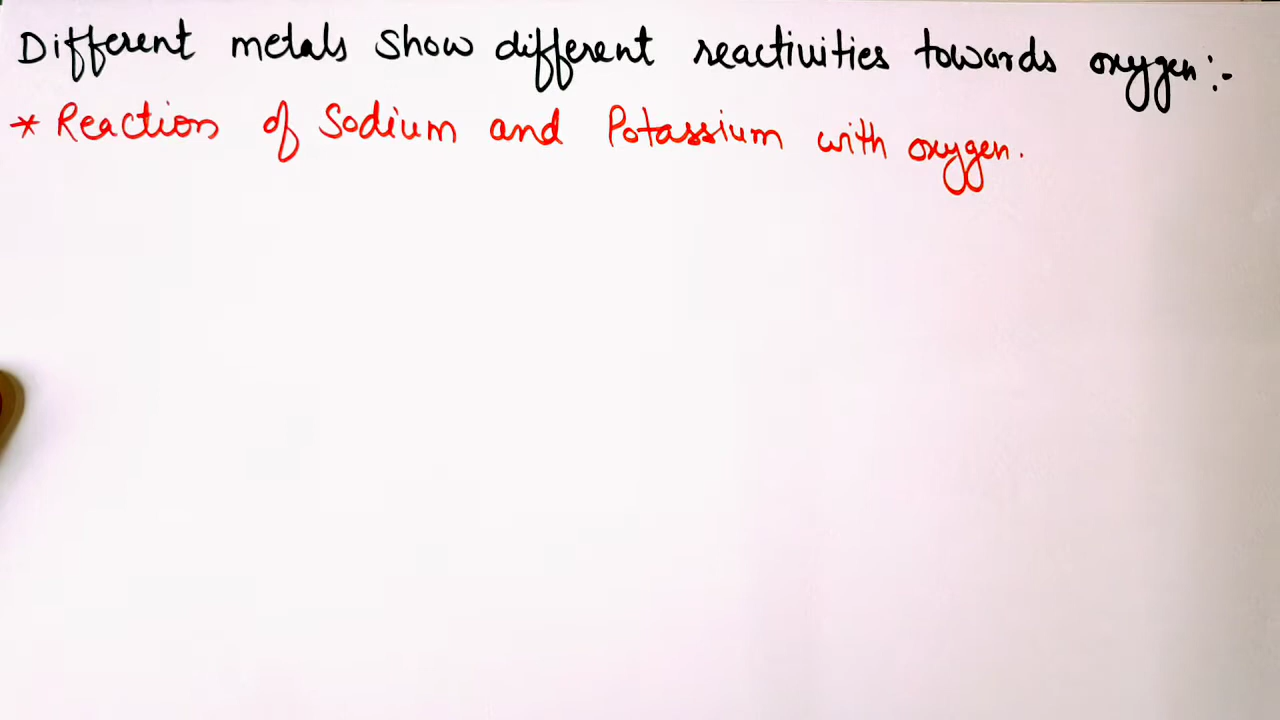 Different metals show different reactivities towards oxygen:-
* Reaction of Sodium and Potassium with oxygen.